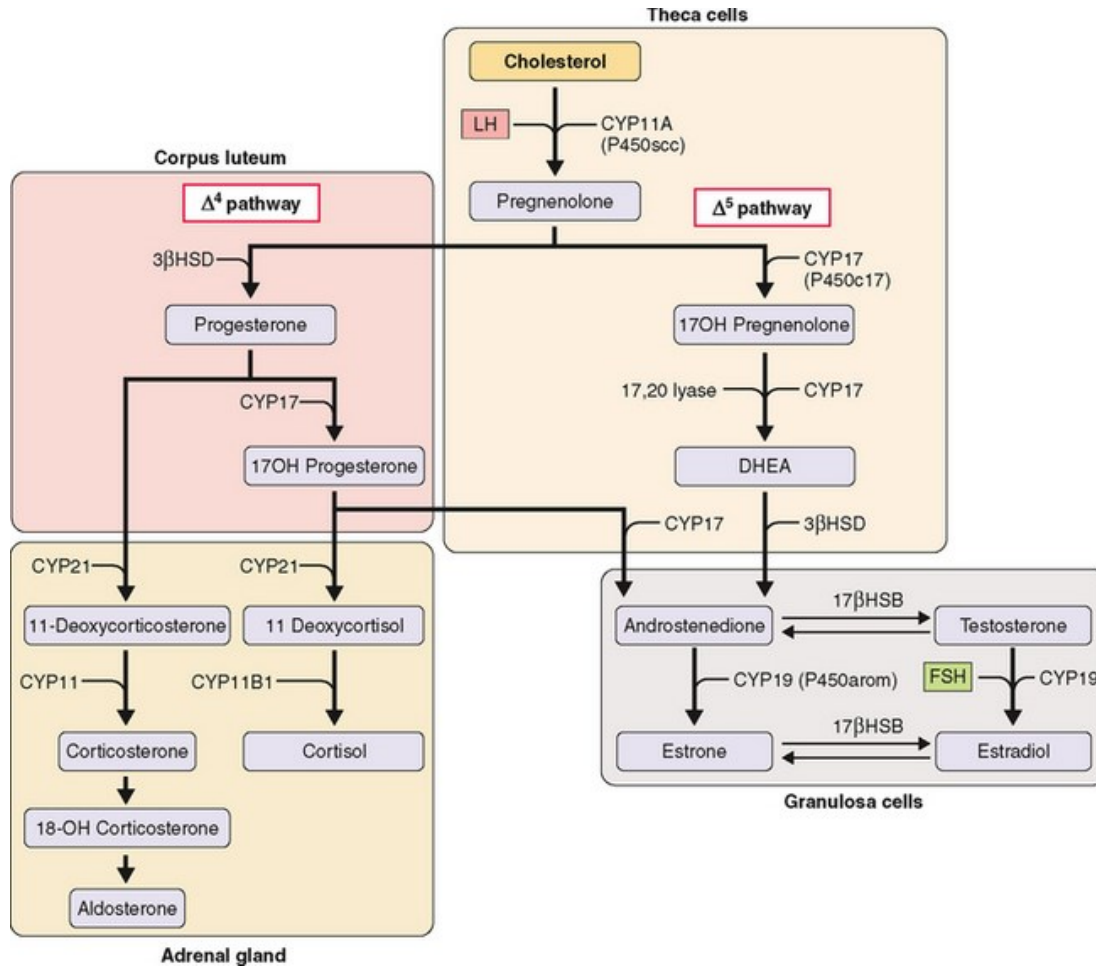 Theca cells
Cholesterol
LH
CYP11A
(P450scc)
Corpus luteum
Δ⁴ pathway
Pregnenolone
Δ⁵ pathway
3βHSD
CYP17
(P450c17)
Progesterone
17OH Pregnenolone
CYP17
17,20 lyase
CYP17
17OH Progesterone
DHEA
CYP17
3βHSD
CYP21
CYP21
11-Deoxycorticosterone
11 Deoxycortisol
Androstenedione
17βHSB
Testosterone
CYP11
CYP11B1
CYP19 (P450arom)
FSH
CYP19
Corticosterone
Cortisol
Estrone
17βHSB
Estradiol
Granulosa cells
18-OH Corticosterone
Aldosterone
Adrenal gland